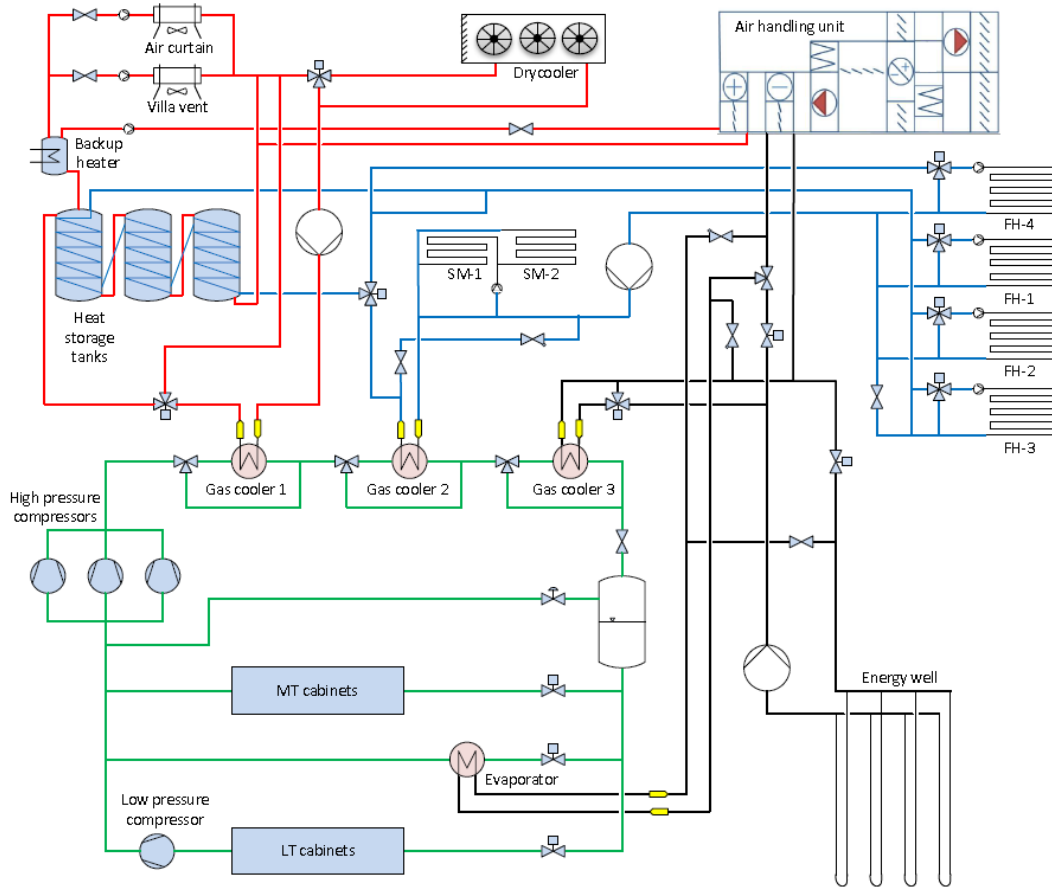 Air handling unit
Air curtain
Drycooler
Villa vent
Backup
heater
FH-4
SM-1
SM-2
FH-1
Heat
storage
tanks
FH-2
FH-3
Gas cooler 1
Gas cooler 2
Gas cooler 3
High pressure
compressors
MT cabinets
Energy well
Evaporator
Low pressure
compressor
LT cabinets